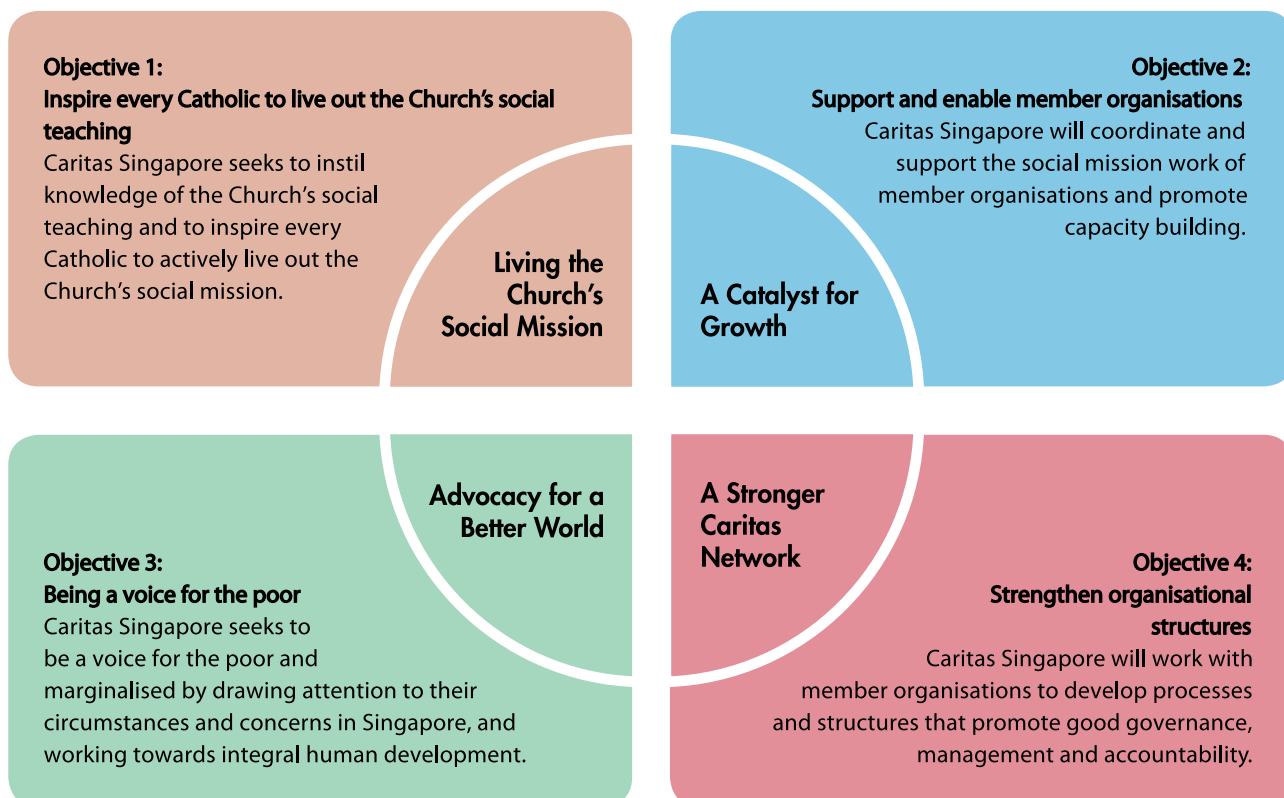 Objective 1:
Inspire every Catholic to live out the Church’s social
teaching
Caritas Singapore seeks to instil
knowledge of the Church’s social
teaching and to inspire every
Catholic to actively live out the
Church’s social mission.
Living the
Church’s
Social Mission
Objective 2:
Support and enable member organisations
Caritas Singapore will coordinate and
support the social mission work of
member organisations and promote
capacity building.
A Catalyst for
Growth
Advocacy for a
Better World
Objective 3:
Being a voice for the poor
Caritas Singapore seeks to
be a voice for the poor and
marginalised by drawing attention to their
circumstances and concerns in Singapore, and
working towards integral human development.
A Stronger
Caritas
Network
Objective 4:
Strengthen organisational
structures
Caritas Singapore will work with
member organisations to develop processes
and structures that promote good governance,
management and accountability.